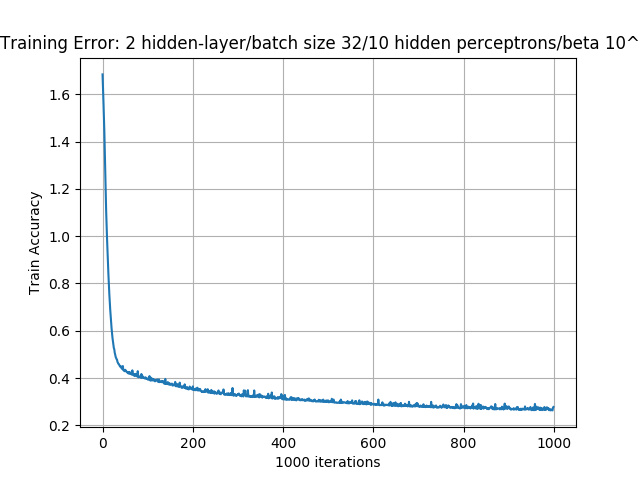 Training Error: 2 hidden-layer/batch size 32/10 hidden perceptrons/beta 10^
1.6
1.4
1.2
1.0
0.8
0.6
0.4
0.2
Train Accuracy
0 200 400 600 800 1000
1000 iterations